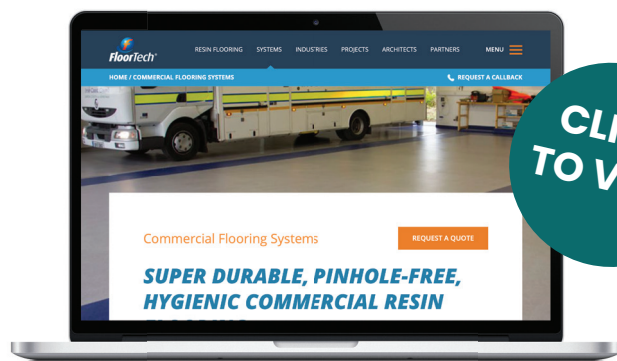 FloorTech®
RESIN FLOORING SYSTEMS INDUSTRIES PROJECTS ARCHITECTS PARTNERS MENU
HOME / COMMERCIAL FLOORING SYSTEMS REQUEST A CALLBACK
Commercial Flooring Systems
REQUEST A QUOTE
SUPER DURABLE, PINHOLE-FREE,
HYGIENIC COMMERCIAL RESIN
TO